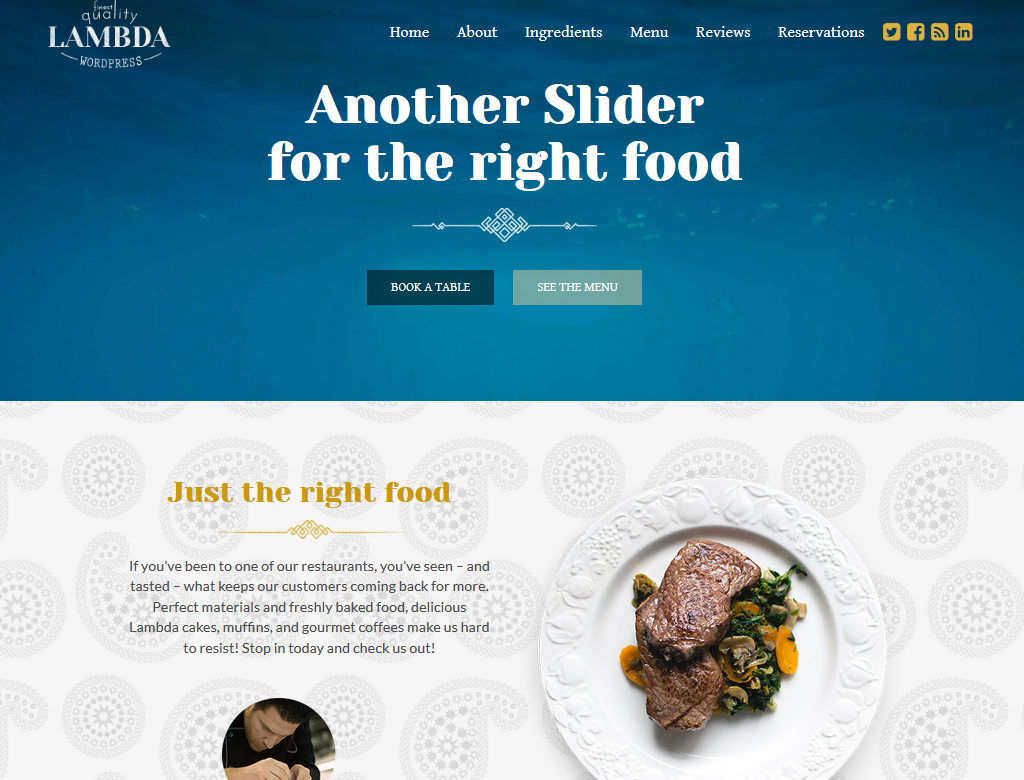 finest
quality
LAMBDA
WORDPRESS
Home About Ingredients Menu Reviews Reservations
Another Slider
for the right food
BOOK A TABLE SEE THE MENU
Just the right food
If you’ve been to one of our restaurants, you’ve seen – and
tasted – what keeps our customers coming back for more.
Perfect materials and freshly baked food, delicious
Lambda cakes, muffins, and gourmet coffees make us hard
to resist! Stop in today and check us out!